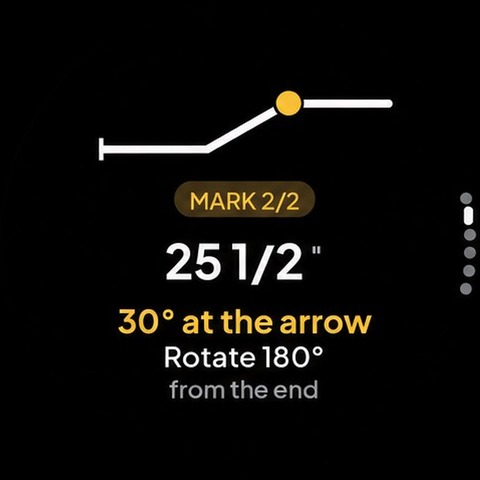 MARK 2/2
25 1/2"
30° at the arrow
Rotate 180°
from the end